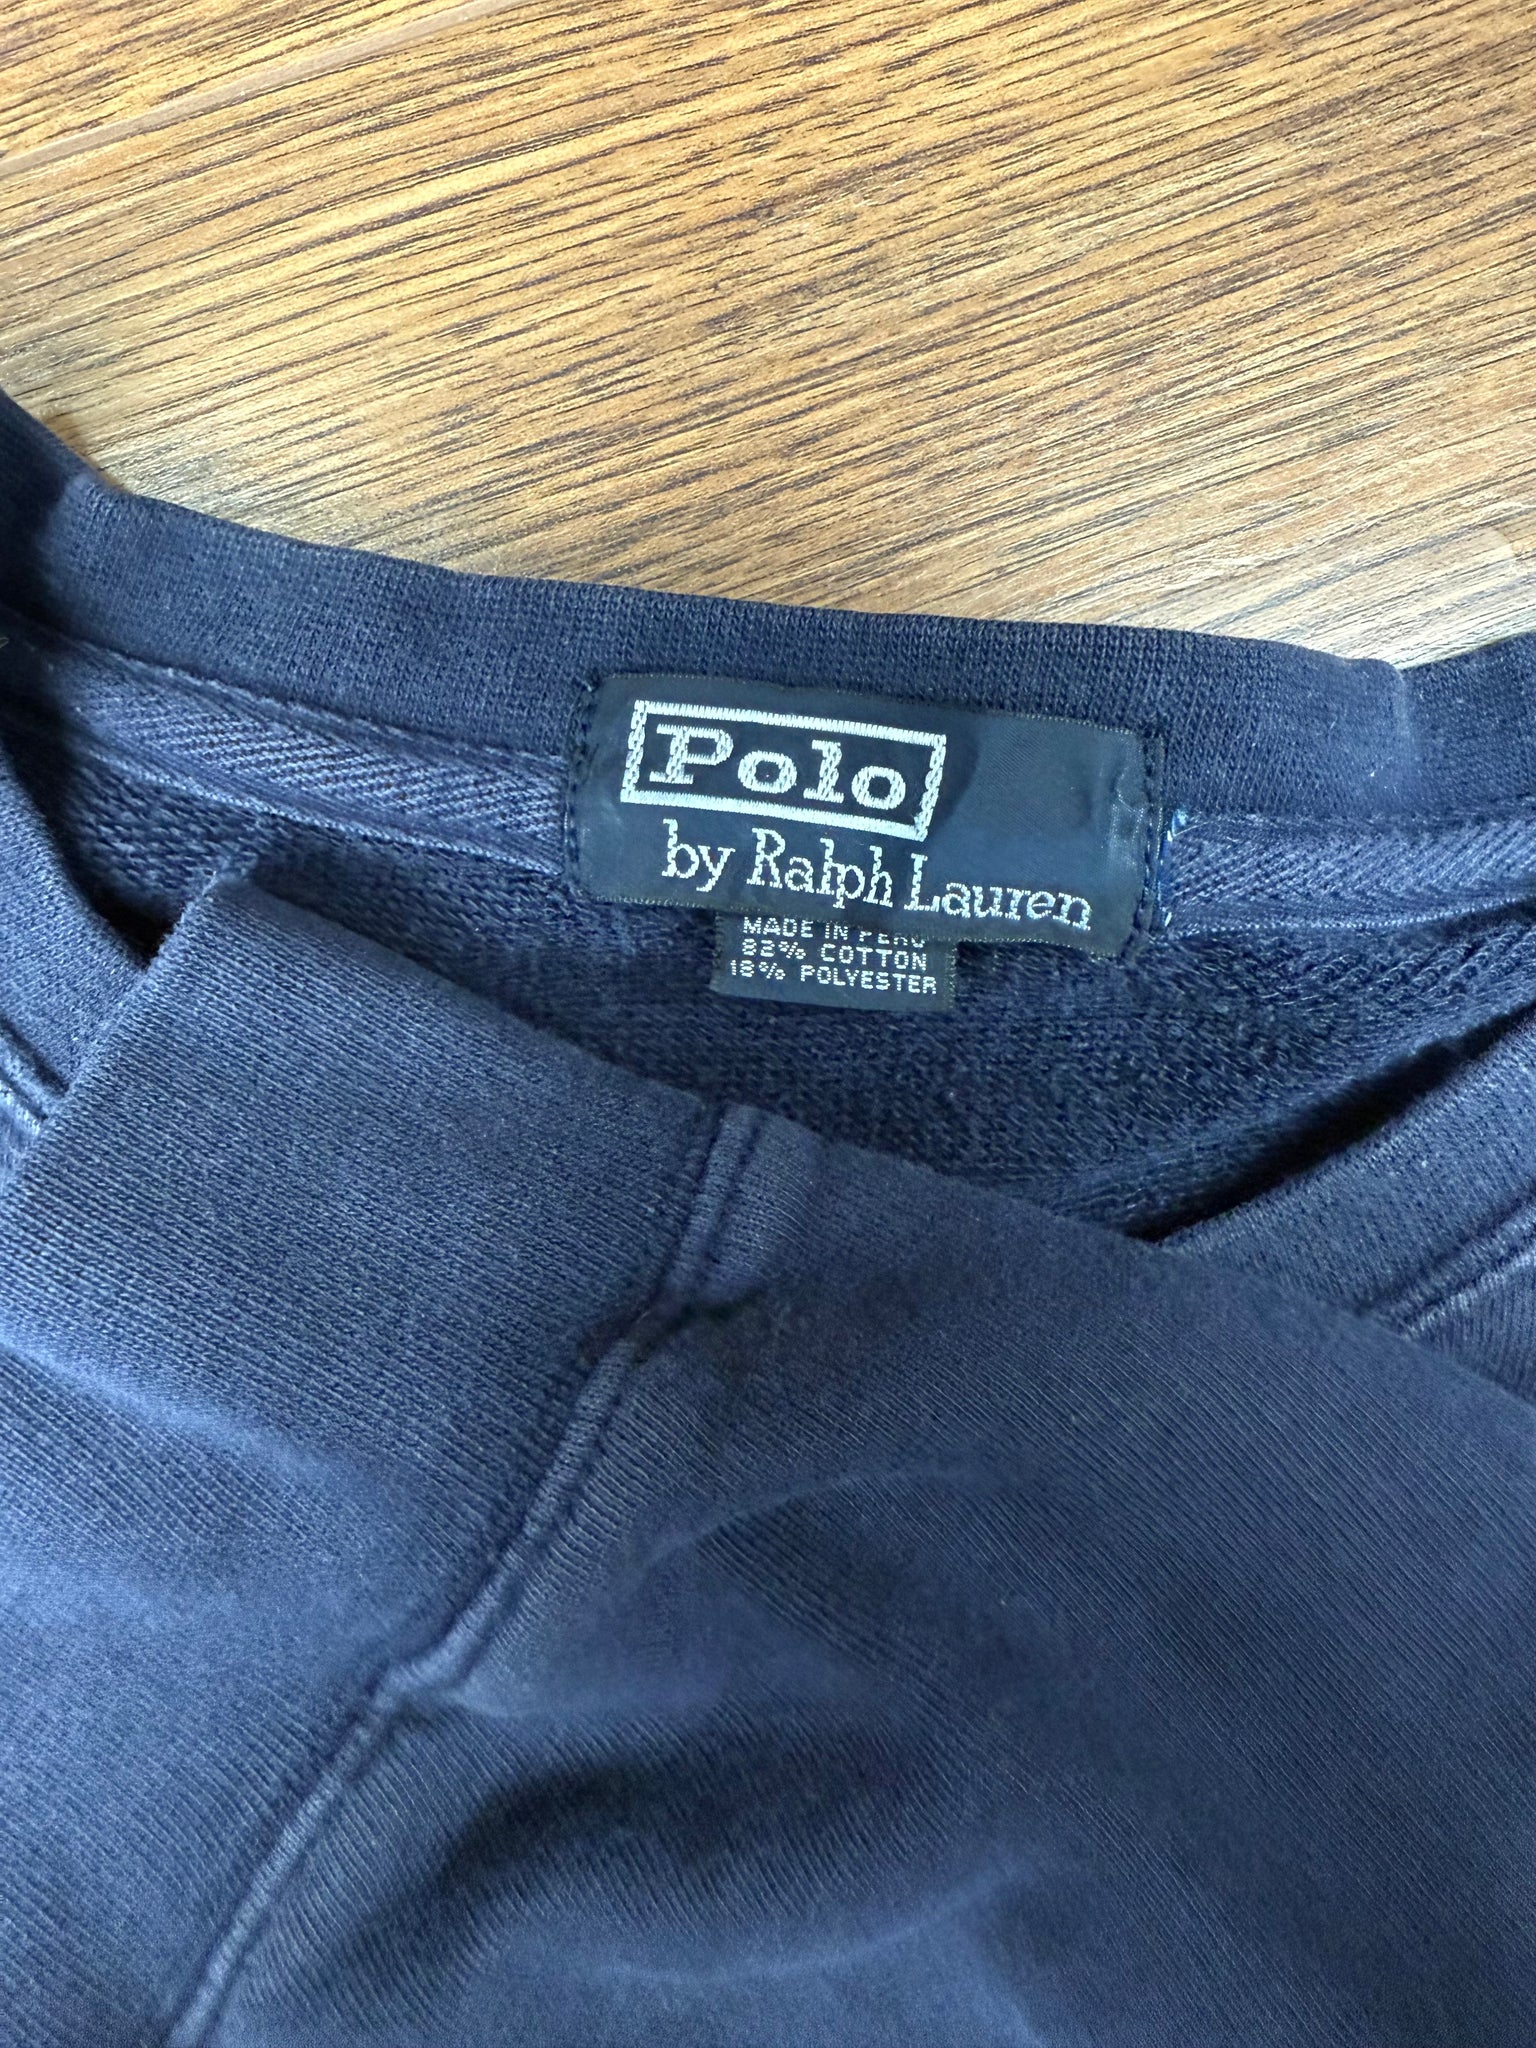 Polo
by Ralph Lauren
MADE IN PERU
82% COTTON
18% POLYESTER